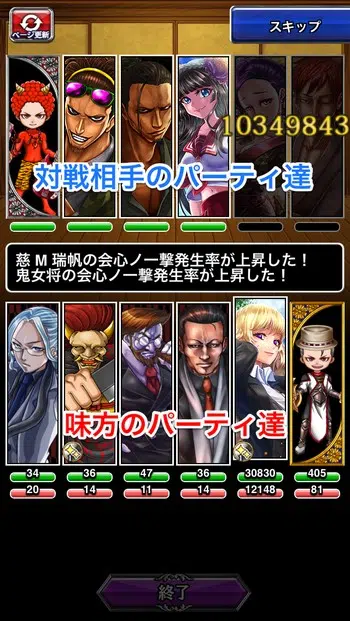 ページ更新
スキップ
10349843
対戦相手のパーティ達
慈 M 瑞帆の会心ノ一撃発生率が上昇した！
鬼女将の会心ノ一撃発生率が上昇した！
味方のパーティ達
34 36 47 36 30830 405
20 14 11 14 12148 81
終了